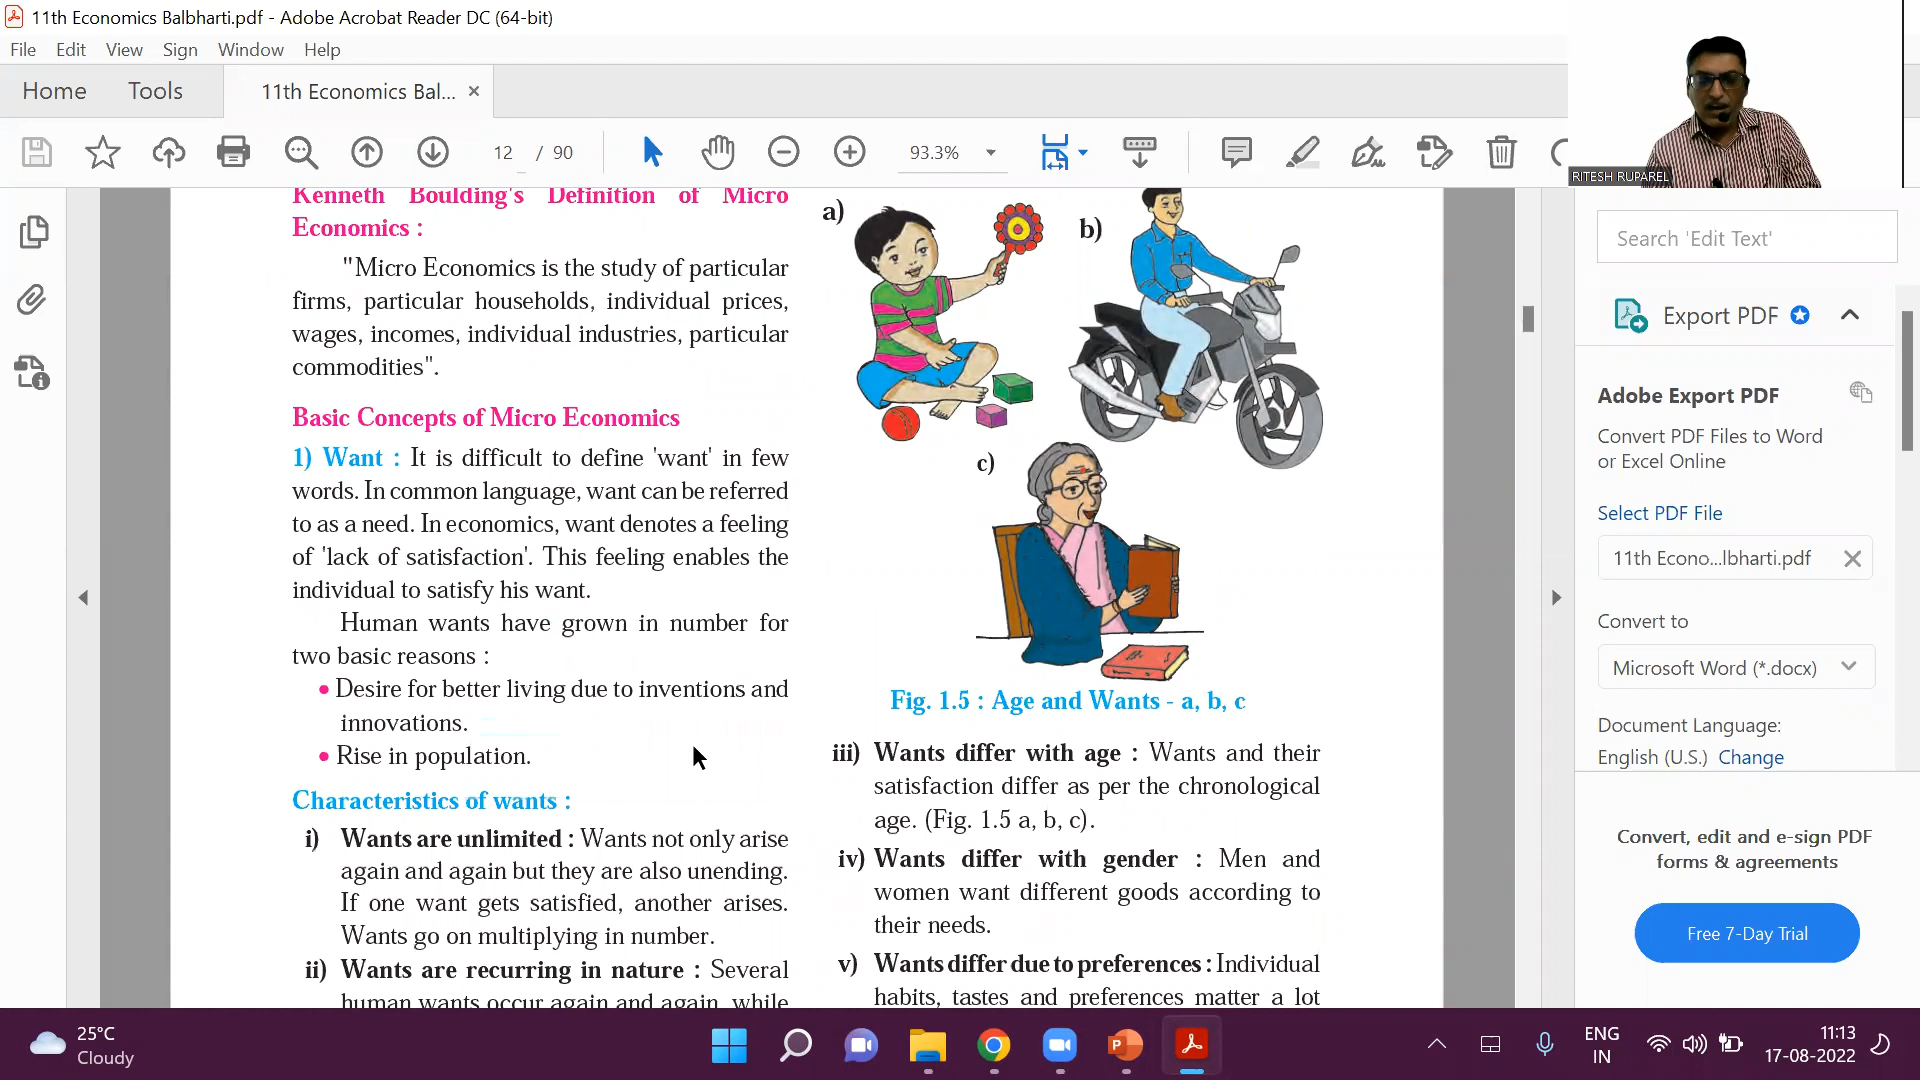 11th Economics Balbharti.pdf - Adobe Acrobat Reader DC (64-bit)
File Edit View Sign Window Help
Home Tools 11th Economics Bal...
12 / 90
93.3%
RITESH RUPAREL
Kenneth Boulding's Definition of Micro
Economics :
"Micro Economics is the study of particular
firms, particular households, individual prices,
wages, incomes, individual industries, particular
commodities".
Basic Concepts of Micro Economics
1) Want : It is difficult to define 'want' in few
words. In common language, want can be referred
to as a need. In economics, want denotes a feeling
of 'lack of satisfaction'. This feeling enables the
individual to satisfy his want.
Human wants have grown in number for
two basic reasons :
• Desire for better living due to inventions and
innovations.
• Rise in population.
Characteristics of wants :
i) Wants are unlimited : Wants not only arise
again and again but they are also unending.
If one want gets satisfied, another arises.
Wants go on multiplying in number.
ii) Wants are recurring in nature : Several
human wants occur again and again, while
a)
b)
c)
Fig. 1.5 : Age and Wants - a, b, c
iii) Wants differ with age : Wants and their
satisfaction differ as per the chronological
age. (Fig. 1.5 a, b, c).
iv) Wants differ with gender : Men and
women want different goods according to
their needs.
v) Wants differ due to preferences : Individual
habits, tastes and preferences matter a lot
Search 'Edit Text'
Export PDF
Adobe Export PDF
Convert PDF Files to Word
or Excel Online
Select PDF File
11th Econo...lbharti.pdf
Convert to
Microsoft Word (*.docx)
Document Language:
English (U.S.) Change
Convert, edit and e-sign PDF
forms & agreements
Free 7-Day Trial
25°C
Cloudy
ENG
IN
11:13
17-08-2022